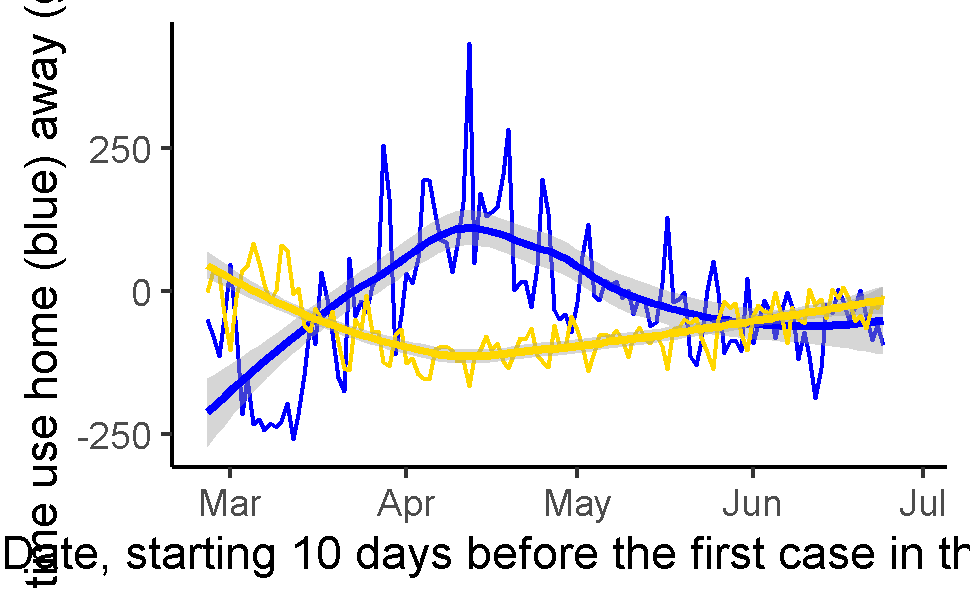 time use home (blue) away (
250
0
-250
Mar Apr May Jun Jul
Date, starting 10 days before the first case in th